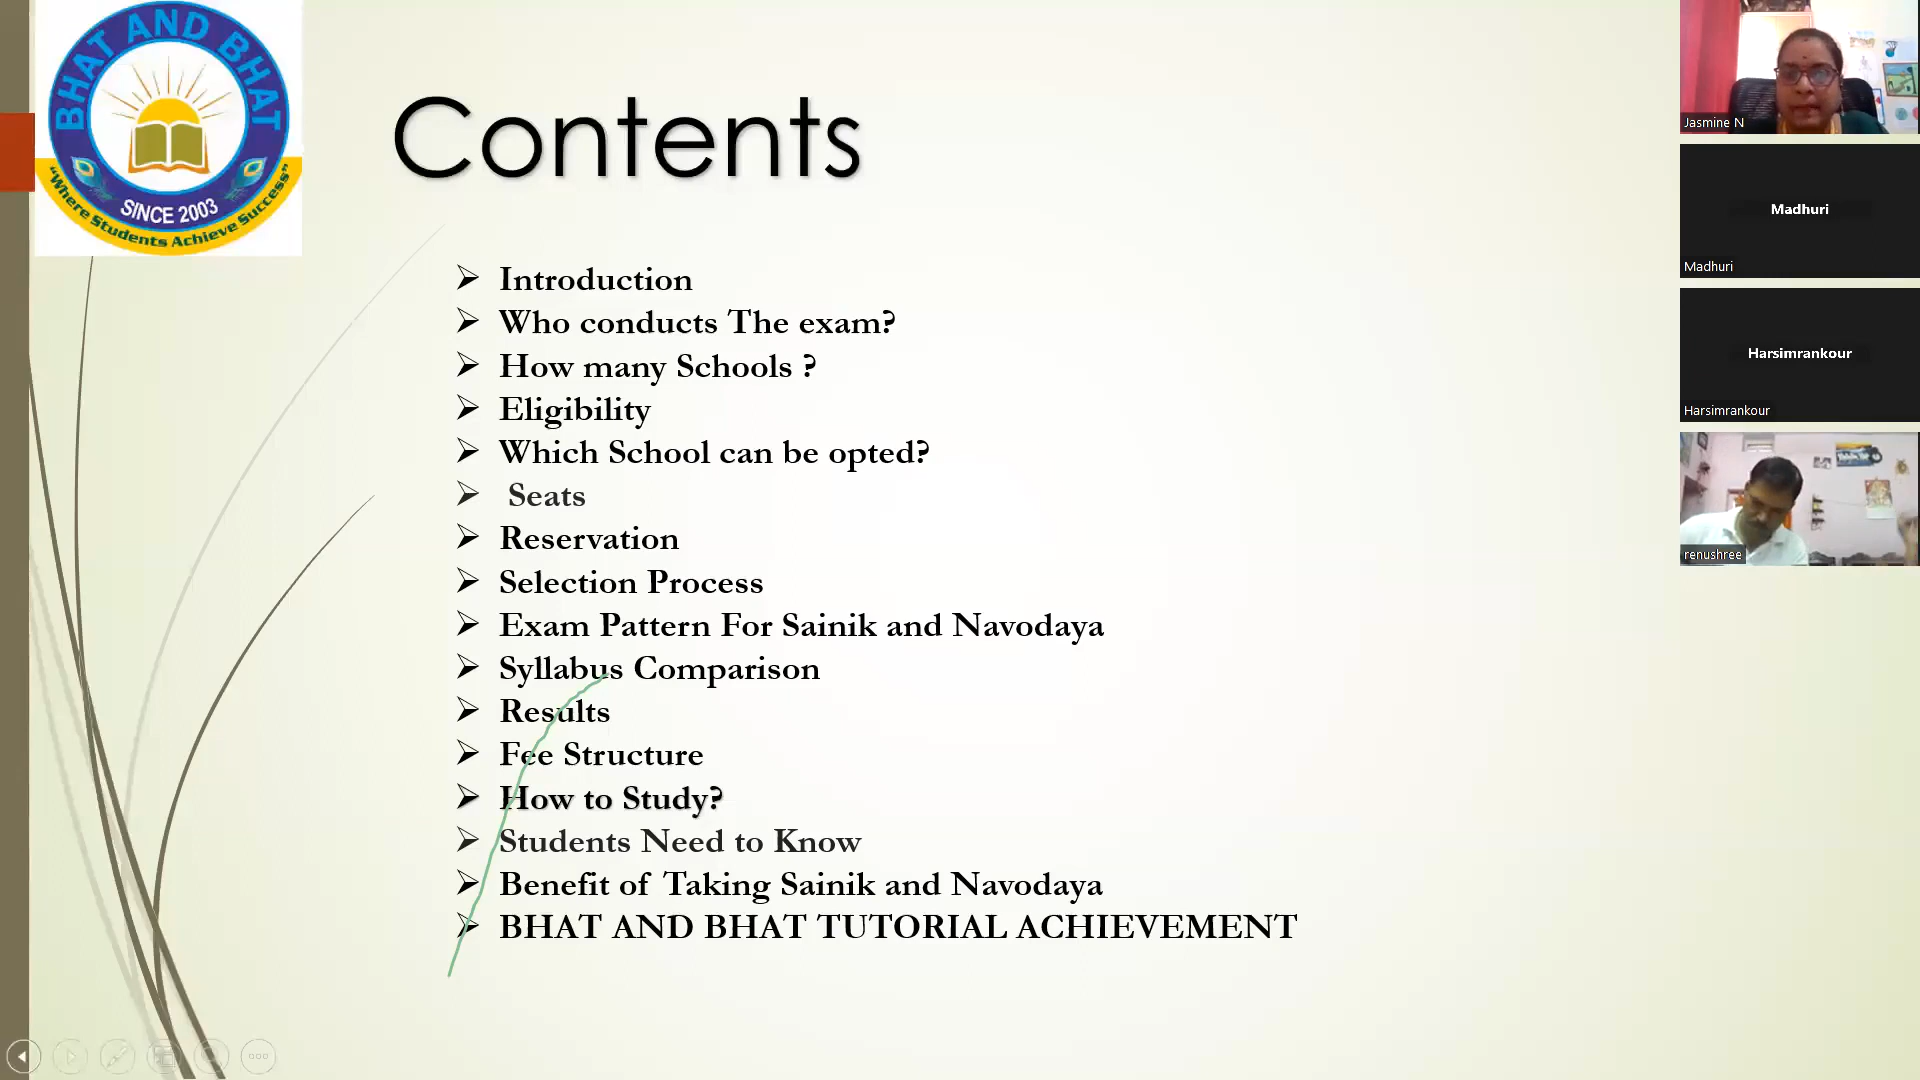 BHAT AND BHAT
SINCE 2003
"Where Students Achieve Success"
Contents
Introduction
Who conducts The exam?
How many Schools ?
Eligibility
Which School can be opted?
Seats
Reservation
Selection Process
Exam Pattern For Sainik and Navodaya
Syllabus Comparison
Results
Fee Structure
How to Study?
Students Need to Know
Benefit of Taking Sainik and Navodaya
BHAT AND BHAT TUTORIAL ACHIEVEMENT
Jasmine N
Madhuri
Madhuri
Harsimrankour
Harsimrankour
renushree